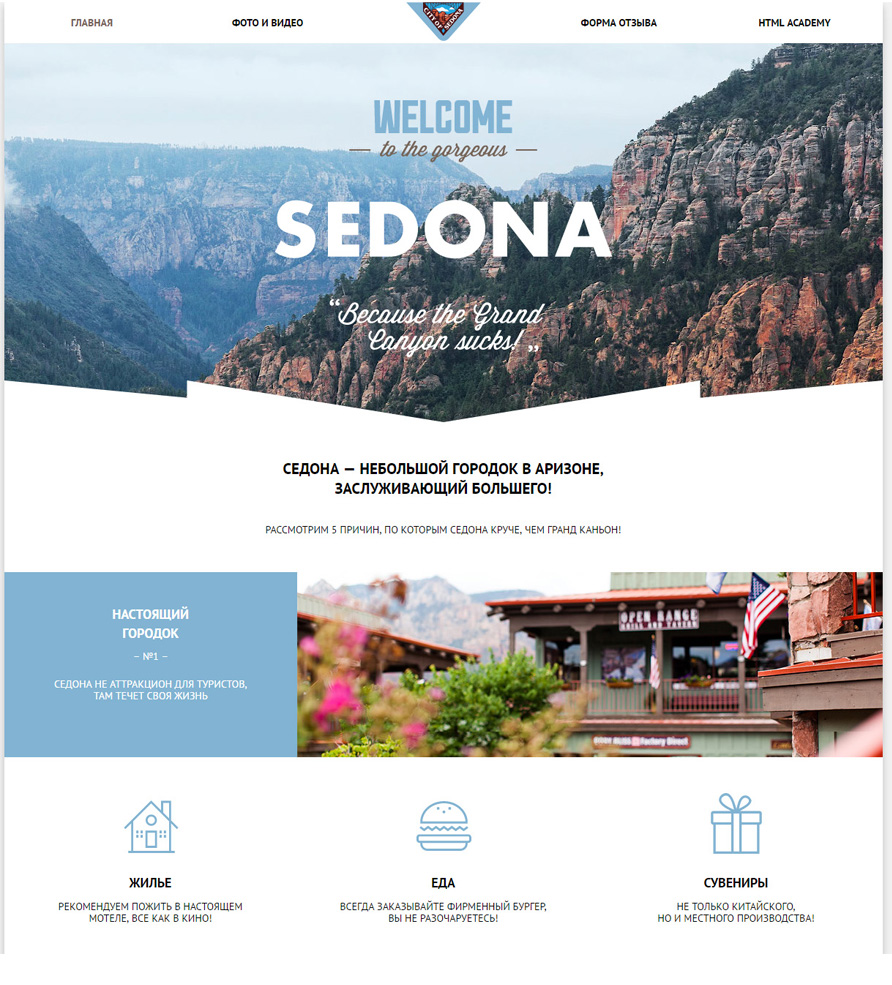 ГЛАВНАЯ
ФОТО И ВИДЕО
CITY OF SEDONA
ФОРМА ОТЗЫВА
HTML ACADEMY
WELCOME
to the gorgeous
SEDONA
“Because the Grand
Canyon sucks!„
СЕДОНА — НЕБОЛЬШОЙ ГОРОДОК В АРИЗОНЕ,
ЗАСЛУЖИВАЮЩИЙ БОЛЬШЕГО!
РАССМОТРИМ 5 ПРИЧИН, ПО КОТОРЫМ СЕДОНА КРУЧЕ, ЧЕМ ГРАНД КАНЬОН!
НАСТОЯЩИЙ
ГОРОДОК
– №1 –
СЕДОНА НЕ АТТРАКЦИОН ДЛЯ ТУРИСТОВ,
ТАМ ТЕЧЕТ СВОЯ ЖИЗНЬ
OPEN RANGE
GRILL AND TAVERN
Factory Direct
ЖИЛЬЕ
РЕКОМЕНДУЕМ ПОЖИТЬ В НАСТОЯЩЕМ
МОТЕЛЕ, ВСЕ КАК В КИНО!
ЕДА
ВСЕГДА ЗАКАЗЫВАЙТЕ ФИРМЕННЫЙ БУРГЕР,
ВЫ НЕ РАЗОЧАРУЕТЕСЬ!
СУВЕНИРЫ
НЕ ТОЛЬКО КИТАЙСКОГО,
НО И МЕСТНОГО ПРОИЗВОДСТВА!